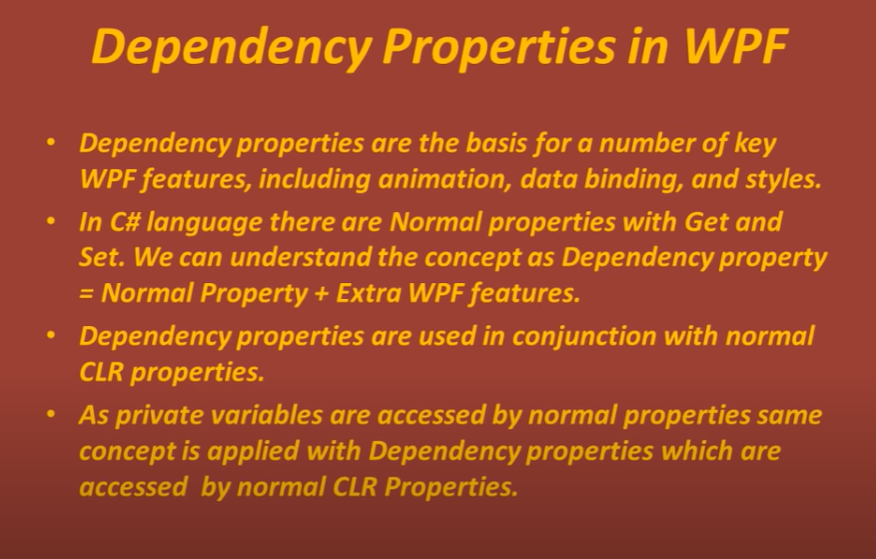 Dependency Properties in WPF
• Dependency properties are the basis for a number of key
WPF features, including animation, data binding, and styles.
• In C# language there are Normal properties with Get and
Set. We can understand the concept as Dependency property
= Normal Property + Extra WPF features.
• Dependency properties are used in conjunction with normal
CLR properties.
• As private variables are accessed by normal properties same
concept is applied with Dependency properties which are
accessed by normal CLR Properties.